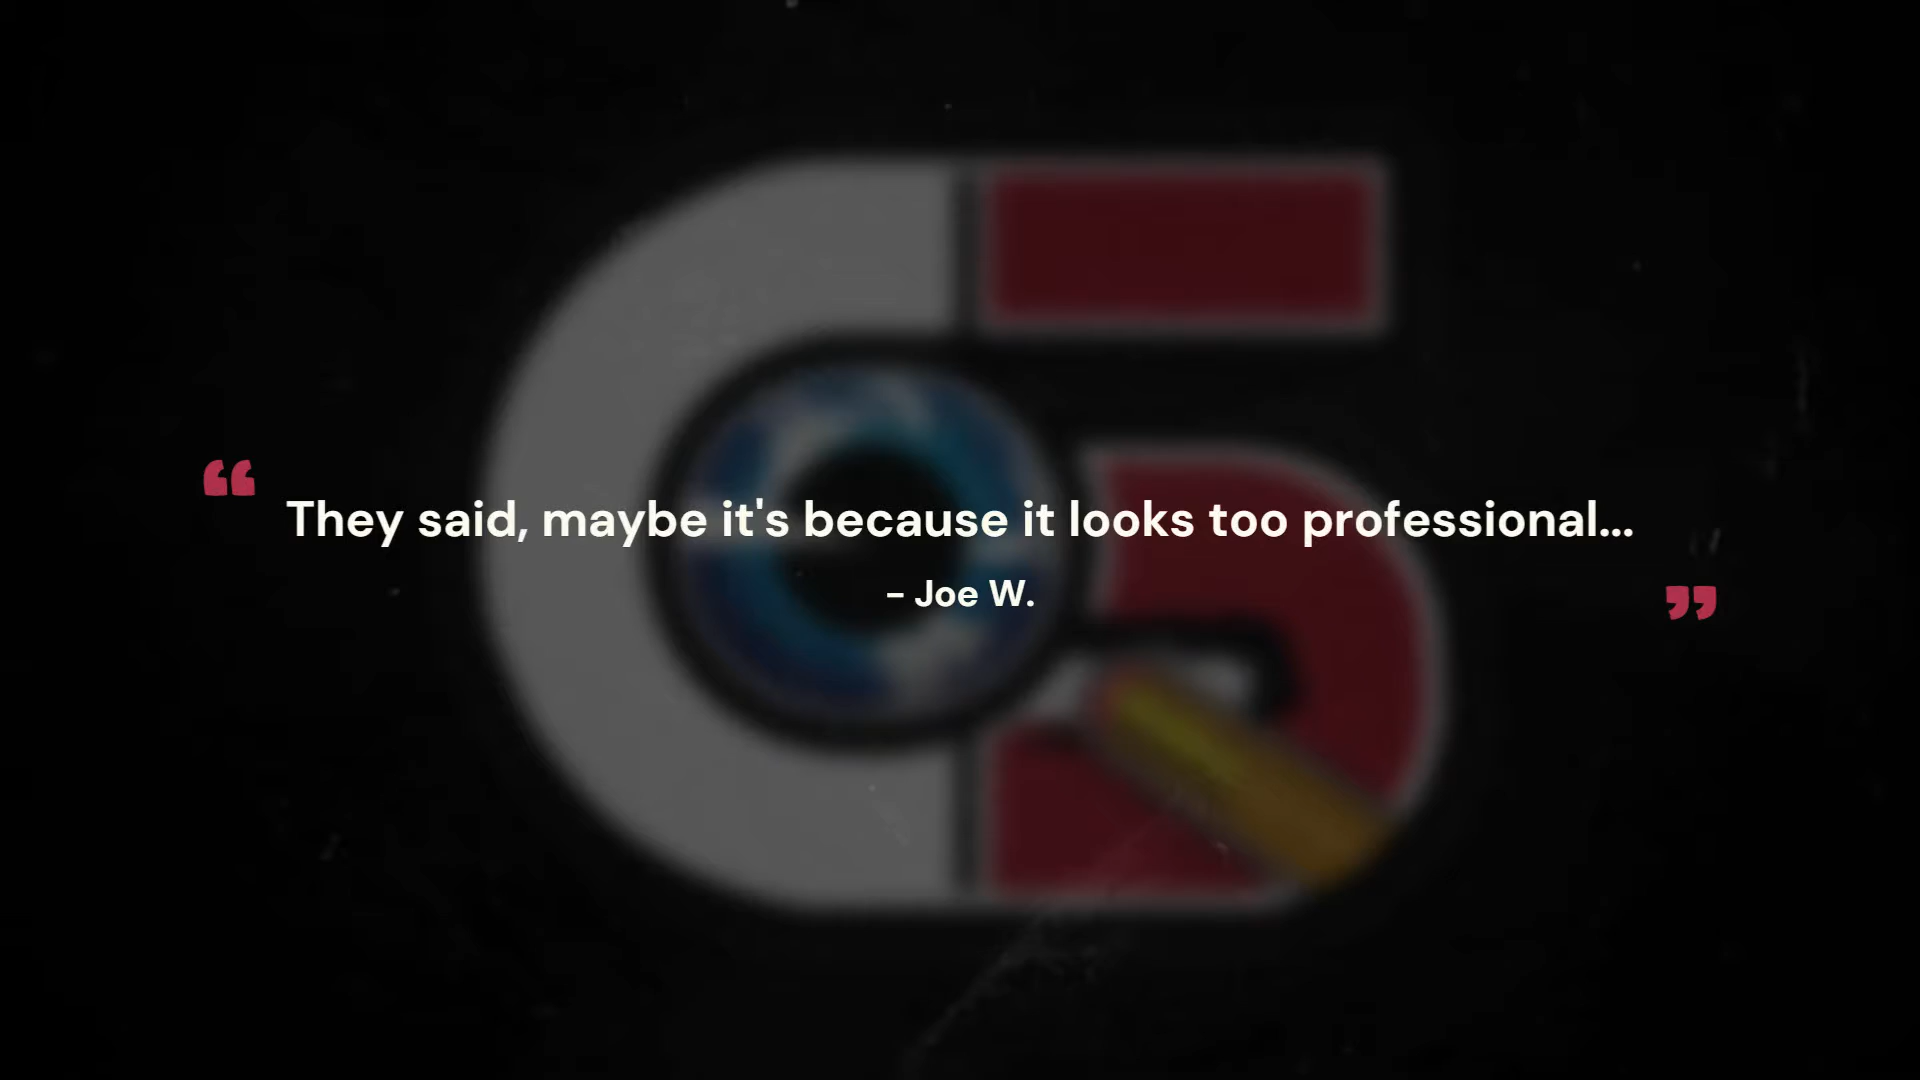 “ They said, maybe it's because it looks too professional...
– Joe W. ”